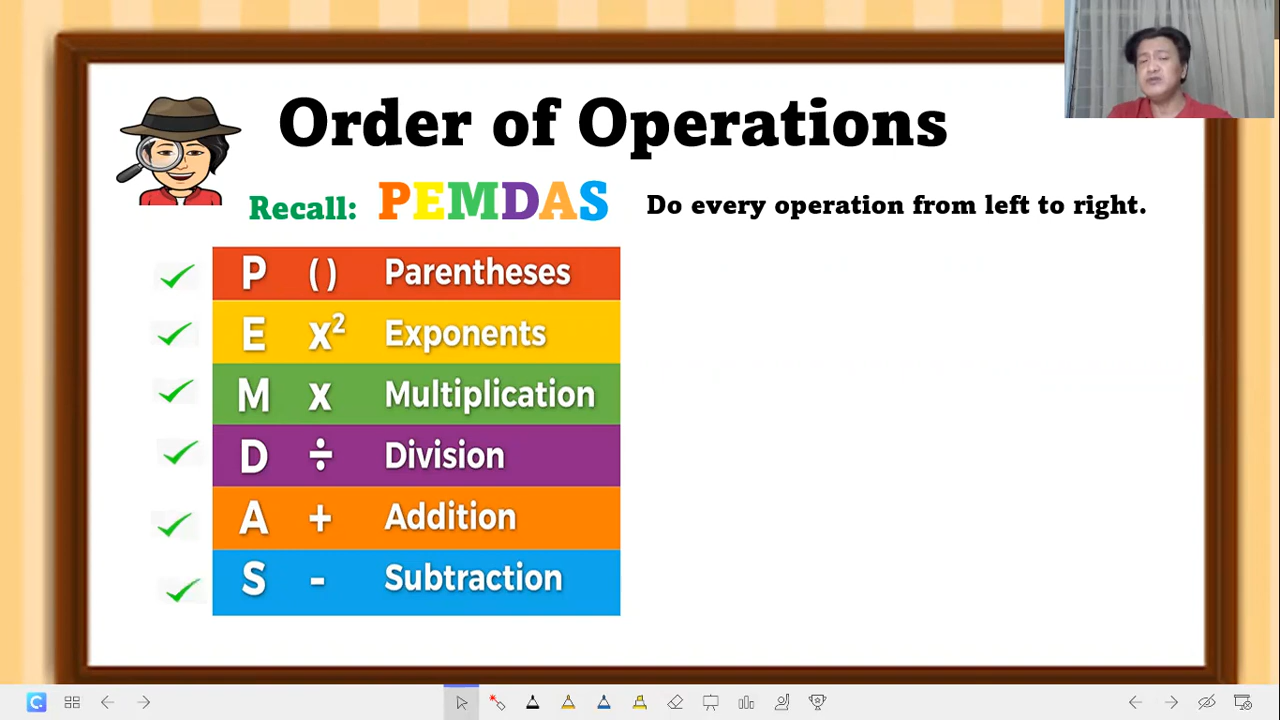 Order of Operations
Recall: PEMDAS Do every operation from left to right.
P ( ) Parentheses
E x² Exponents
M x Multiplication
D ÷ Division
A + Addition
S - Subtraction